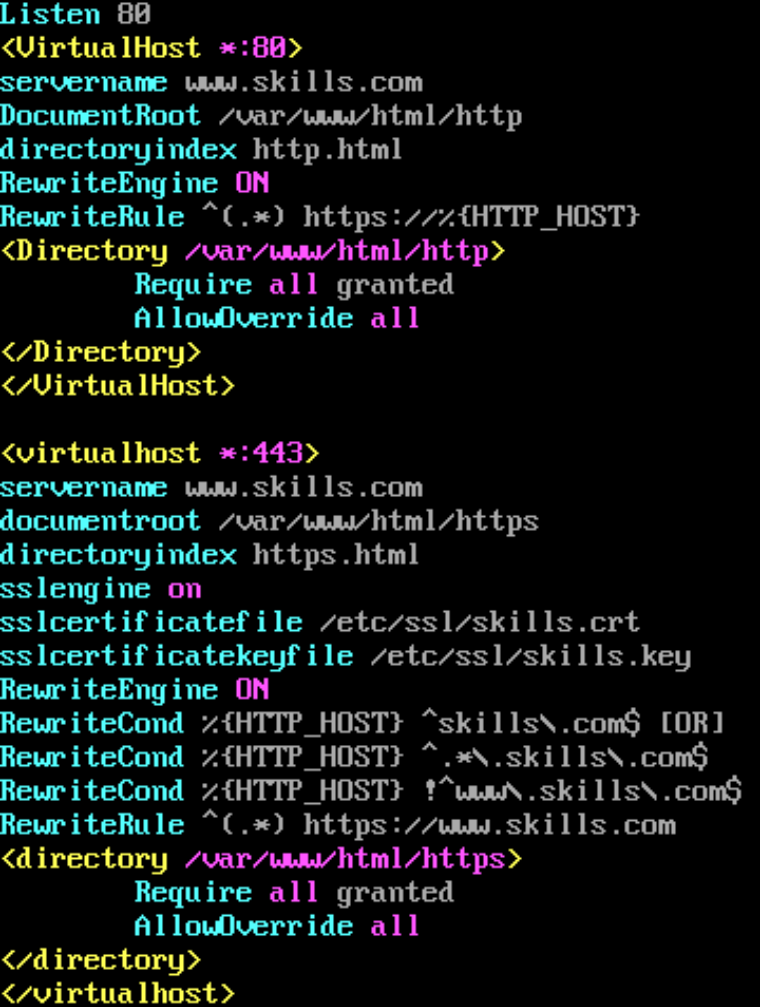 Listen 80
<VirtualHost *:80>
servername www.skills.com
DocumentRoot /var/www/html/http
directoryindex http.html
RewriteEngine ON
RewriteRule ^(.*) https://%{HTTP_HOST}
<Directory /var/www/html/http>
        Require all granted
        AllowOverride all
</Directory>
</VirtualHost>

<virtualhost *:443>
servername www.skills.com
documentroot /var/www/html/https
directoryindex https.html
sslengine on
sslcertificatefile /etc/ssl/skills.crt
sslcertificatekeyfile /etc/ssl/skills.key
RewriteEngine ON
RewriteCond %{HTTP_HOST} ^skills\.com$ [OR]
RewriteCond %{HTTP_HOST} ^.*\.skills\.com$
RewriteCond %{HTTP_HOST} !^www\.skills\.com$
RewriteRule ^(.*) https://www.skills.com
<directory /var/www/html/https>
        Require all granted
        AllowOverride all
</directory>
</virtualhost>